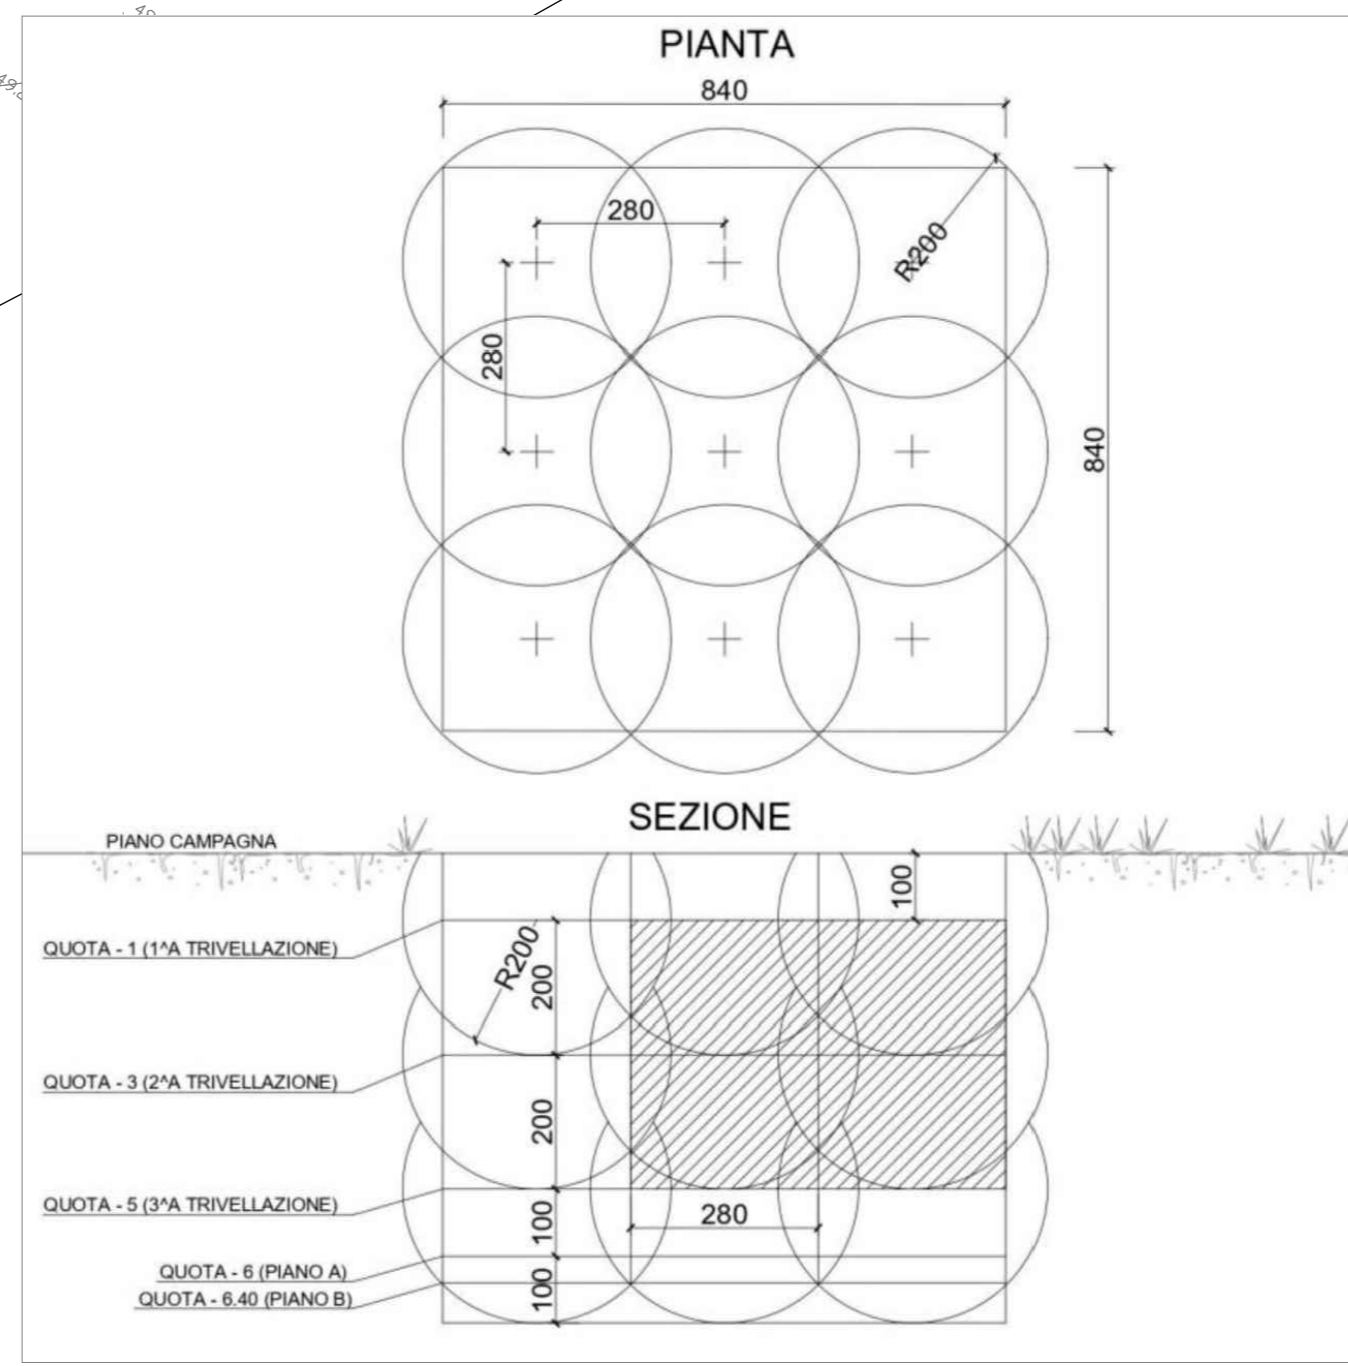 PIANTA
840
280
R200
280
840
SEZIONE
PIANO CAMPAGNA
100
QUOTA - 1 (1^A TRIVELLAZIONE)
R200
200
QUOTA - 3 (2^A TRIVELLAZIONE)
200
QUOTA - 5 (3^A TRIVELLAZIONE)
100
280
QUOTA - 6 (PIANO A)
QUOTA - 6.40 (PIANO B)
100